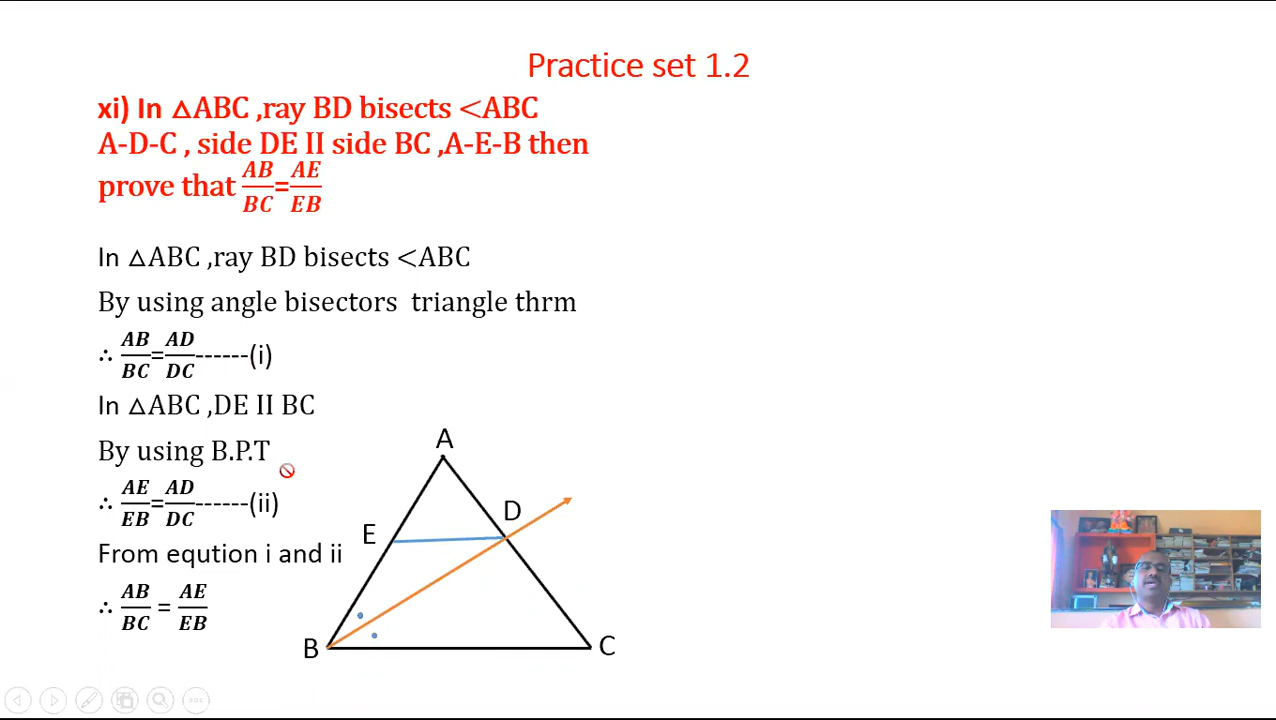 Practice set 1.2
xi) In △ABC ,ray BD bisects <ABC
A-D-C , side DE II side BC ,A-E-B then
prove that AB/BC=AE/EB
In △ABC ,ray BD bisects <ABC
By using angle bisectors triangle thrm
∴ AB/BC=AD/DC------(i)
In △ABC ,DE II BC
By using B.P.T
∴ AE/EB=AD/DC------(ii)
From eqution i and ii
∴ AB/BC = AE/EB
A
D
E
B
C